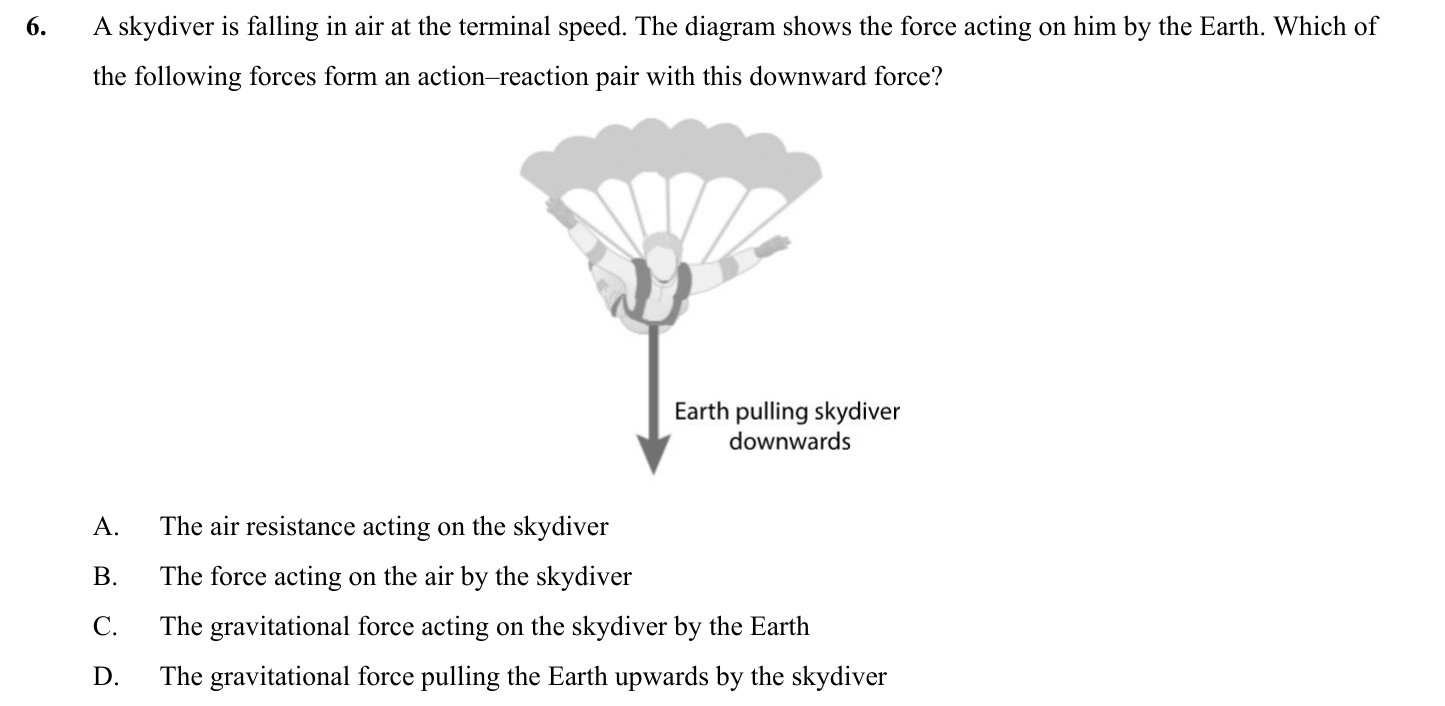 6. A skydiver is falling in air at the terminal speed. The diagram shows the force acting on him by the Earth. Which of
the following forces form an action–reaction pair with this downward force?
Earth pulling skydiver
downwards
A. The air resistance acting on the skydiver
B. The force acting on the air by the skydiver
C. The gravitational force acting on the skydiver by the Earth
D. The gravitational force pulling the Earth upwards by the skydiver